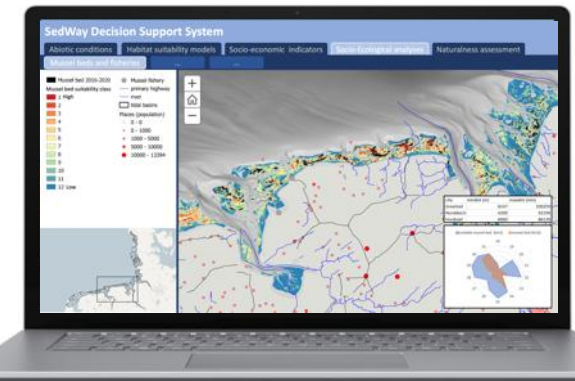 SedWay Decision Support System
Abiotic conditions
Habitat suitability models
Socio-economic indicators
Socio-Ecological analyses
Naturalness assessment
Mussel beds and fisheries
...
...
Mussel bed 2016-2020
Mussel bed suitability class
1 High
2
3
4
5
6
7
8
9
10
11
12 Low
Mussel fishery
primary highway
river
tidal basins
Places (population)
0 - 0
0 - 1000
1000 - 5000
5000 - 10000
10000 - 13394
+
−